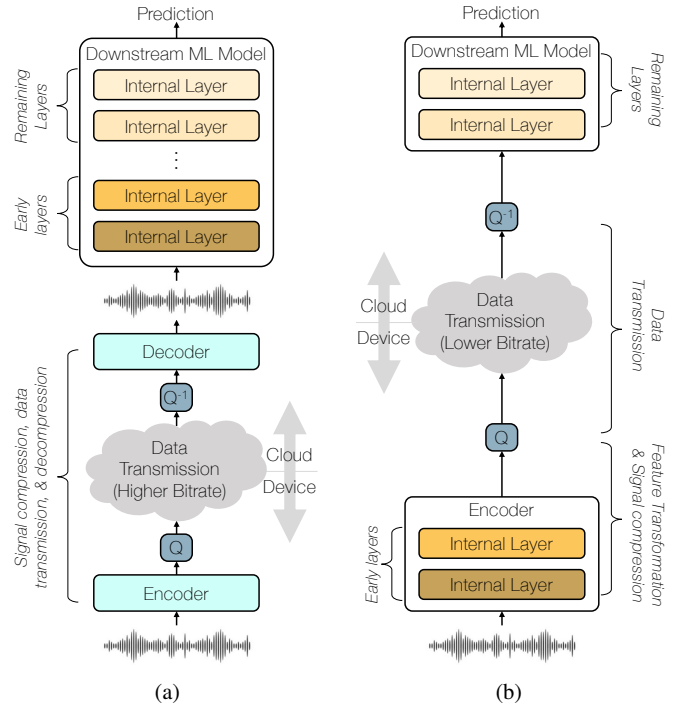 Prediction
Downstream ML Model
Internal Layer
Internal Layer
⋮
Internal Layer
Internal Layer
Remaining
Layers
Early
layers
Decoder
Q-1
Data
Transmission
(Higher Bitrate)
Cloud
Device
Q
Encoder
Signal compression, data
transmission, & decompression
(a)
Prediction
Downstream ML Model
Internal Layer
Internal Layer
Remaining
Layers
Q-1
Cloud
Device
Data
Transmission
(Lower Bitrate)
Data
Transmission
Q
Encoder
Internal Layer
Internal Layer
Early layers
Feature Transformation
& Signal compression
(b)